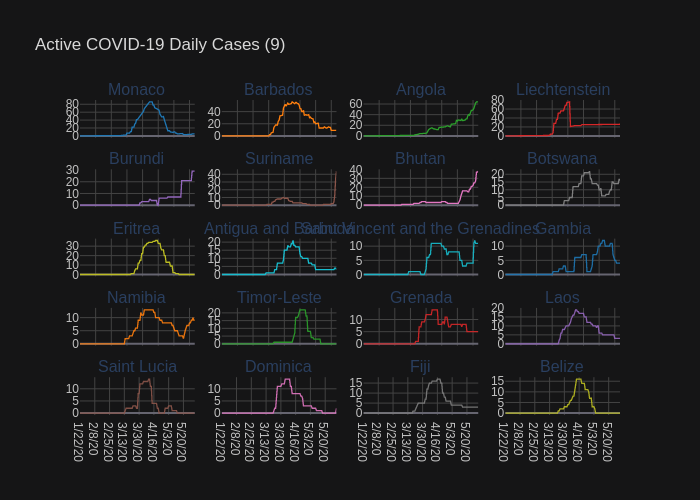 Active COVID-19 Daily Cases (9)
Monaco Barbados Angola Liechtenstein
80 60 40 20 0
40 20 0
60 40 20 0
80 60 40 20 0
Burundi Suriname Bhutan Botswana
30 20 10 0
40 30 20 10 0
40 30 20 10 0
20 15 10 5 0
Eritrea Antigua and Barbuda Saint Vincent and the Grenadines Gambia
30 20 10 0
20 15 10 5 0
10 5 0
10 5 0
Namibia Timor-Leste Grenada Laos
10 5 0
20 10 0
10 5 0
20 15 10 5 0
Saint Lucia Dominica Fiji Belize
10 5 0
10 5 0
15 10 5 0
15 10 5 0
1/22/20 2/8/20 2/25/20 3/13/20 3/30/20 4/16/20 5/3/20 5/20/20
1/22/20 2/8/20 2/25/20 3/13/20 3/30/20 4/16/20 5/3/20 5/20/20
1/22/20 2/8/20 2/25/20 3/13/20 3/30/20 4/16/20 5/3/20 5/20/20
1/22/20 2/8/20 2/25/20 3/13/20 3/30/20 4/16/20 5/3/20 5/20/20